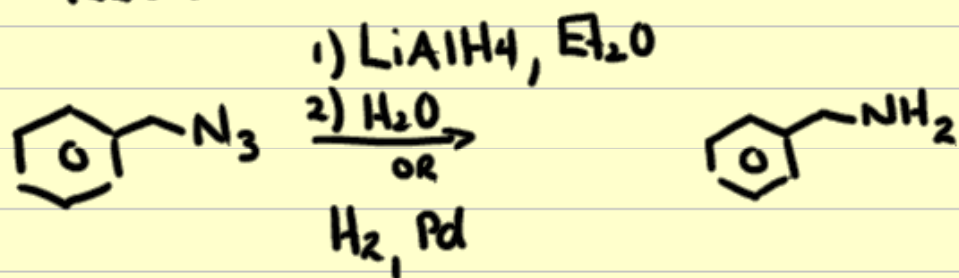 1) LiAlH4, Et2O
2) H2O
N3
OR
NH2
H2, Pd